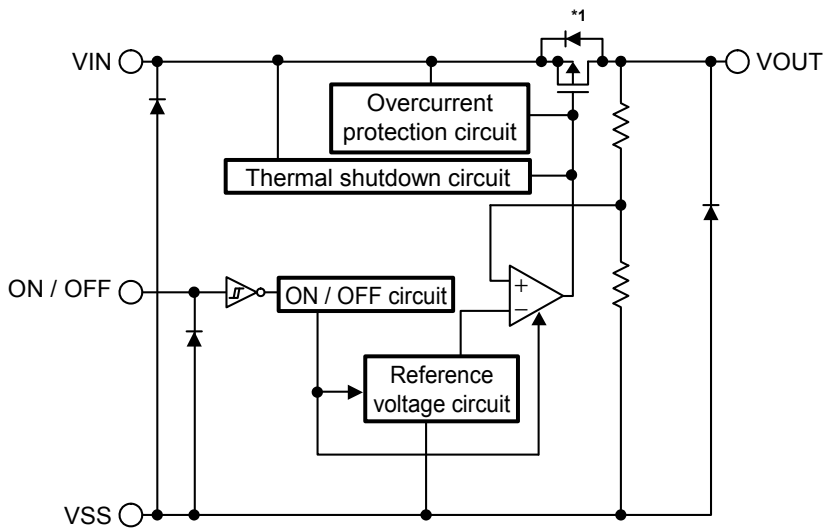 *1
VIN
VOUT
Overcurrent
protection circuit
Thermal shutdown circuit
ON / OFF
ON / OFF circuit
+
−
Reference
voltage circuit
VSS